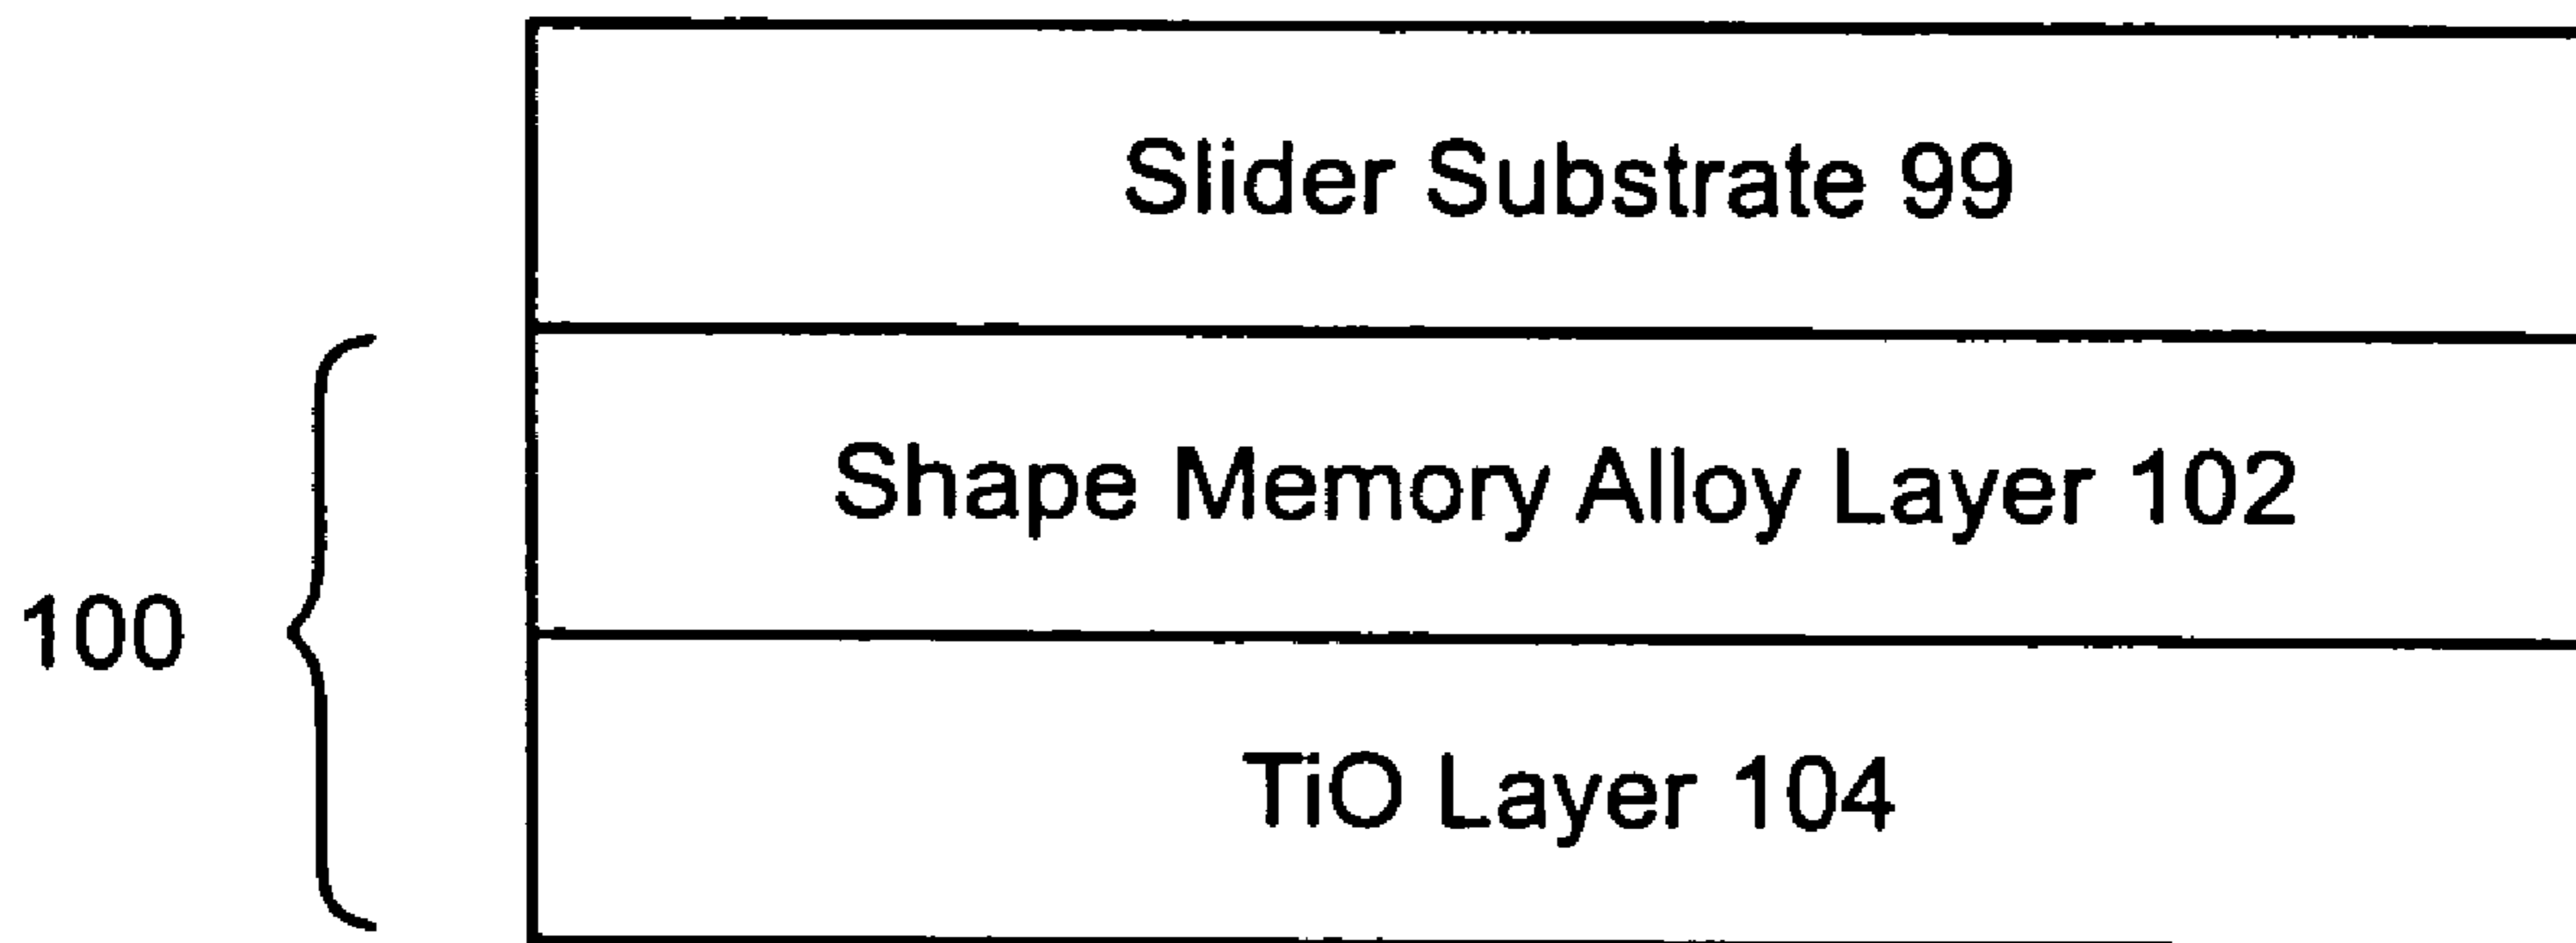 Slider Substrate 99
Shape Memory Alloy Layer 102
100
TiO Layer 104